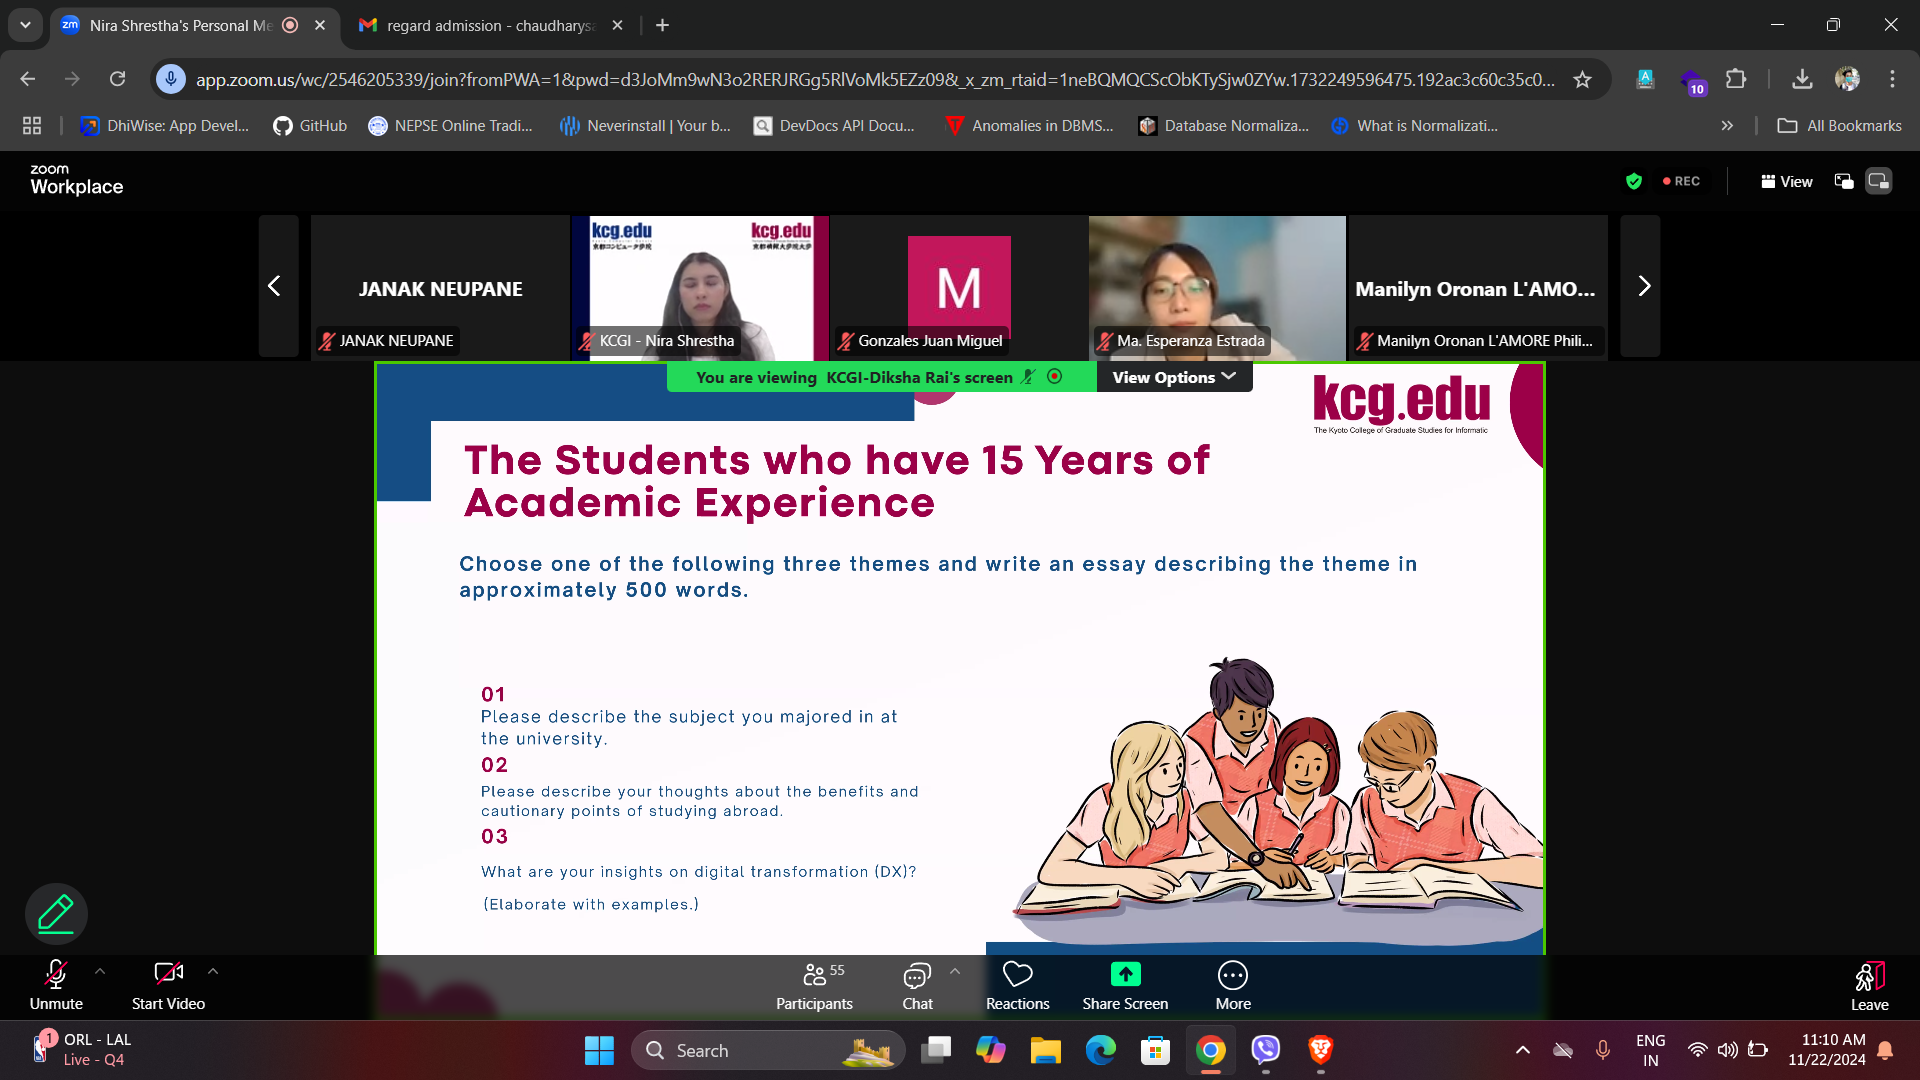 Nira Shrestha's Personal Me
regard admission - chaudharysa
app.zoom.us/wc/2546205339/join?fromPWA=1&pwd=d3JoMm9wN3o2RERJRGg5RlVoMk5EZz09&_x_zm_rtaid=1neBQMQCScObKTySjw0ZYw.1732249596475.192ac3c60c35c0...
10
DhiWise: App Devel...
GitHub
NEPSE Online Tradi...
Neverinstall | Your b...
DevDocs API Docu...
Anomalies in DBMS...
Database Normaliza...
What is Normalizati...
All Bookmarks
zoom
Workplace
REC
View
JANAK NEUPANE
JANAK NEUPANE
kcg.edu
kcg.edu
KCGI - Nira Shrestha
M
Gonzales Juan Miguel
Ma. Esperanza Estrada
Manilyn Oronan L'AMO...
Manilyn Oronan L'AMORE Phili...
You are viewing KCGI-Diksha Rai's screen
View Options
kcg.edu
The Kyoto College of Graduate Studies for Informatic
The Students who have 15 Years of
Academic Experience
Choose one of the following three themes and write an essay describing the theme in
approximately 500 words.
01
Please describe the subject you majored in at
the university.
02
Please describe your thoughts about the benefits and
cautionary points of studying abroad.
03
What are your insights on digital transformation (DX)?
(Elaborate with examples.)
Unmute
Start Video
55
Participants
Chat
Reactions
Share Screen
More
Leave
1
ORL - LAL
Live - Q4
Search
ENG
IN
11:10 AM
11/22/2024